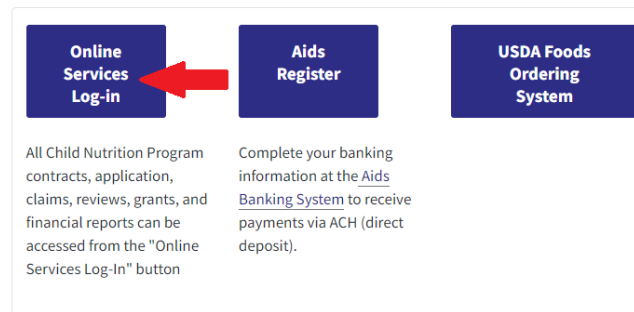 Online
Services
Log-in
Aids
Register
USDA Foods
Ordering
System
All Child Nutrition Program
contracts, application,
claims, reviews, grants, and
financial reports can be
accessed from the "Online
Services Log-In" button
Complete your banking
information at the Aids
Banking System to receive
payments via ACH (direct
deposit).